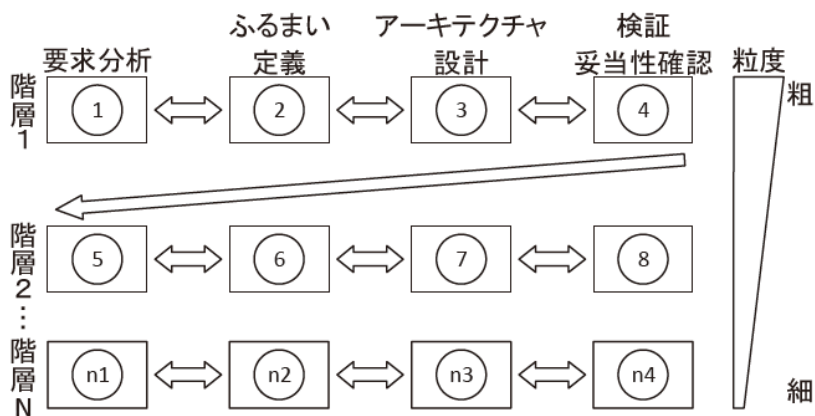 要求分析
ふるまい
定義
アーキテクチャ
設計
検証
妥当性確認
粒度
階層1
1
2
3
4
粗
階層2
5
6
7
8
⋮
階層N
n1
n2
n3
n4
細